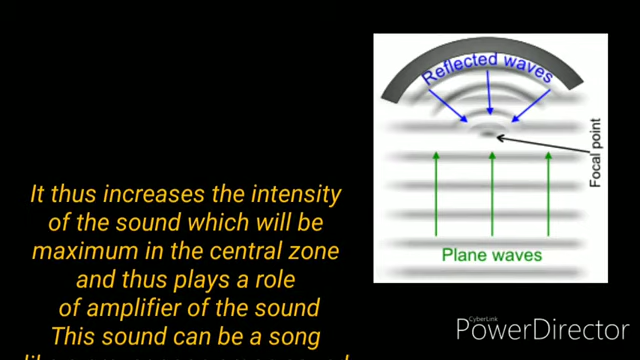 Reflected waves
Focal point
Plane waves
It thus increases the intensity
of the sound which will be
maximum in the central zone
and thus plays a role
of amplifier of the sound
This sound can be a song
CyberLink
PowerDirector